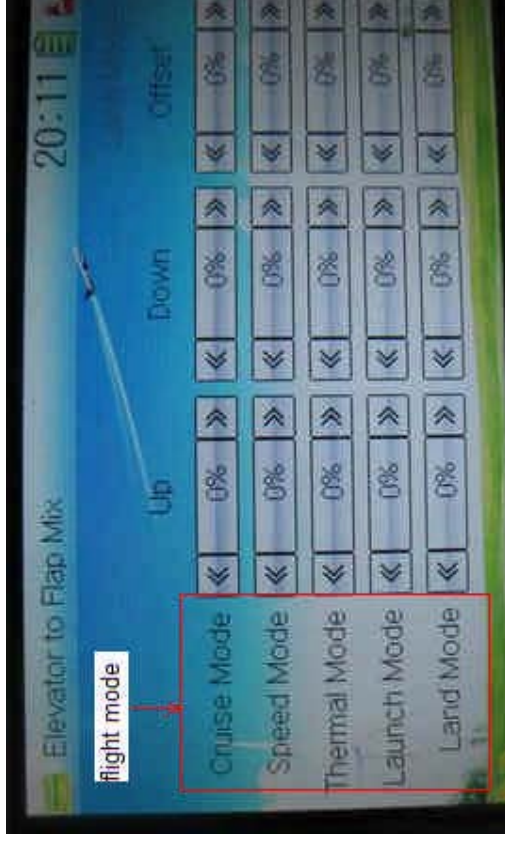 Elevator to Flap Mix 20:11
flight mode
Up Down Offset
Cruise Mode 0% 0% 0%
Speed Mode 0% 0% 0%
Thermal Mode 0% 0% 0%
Launch Mode 0% 0% 0%
Land Mode 0% 0% 0%